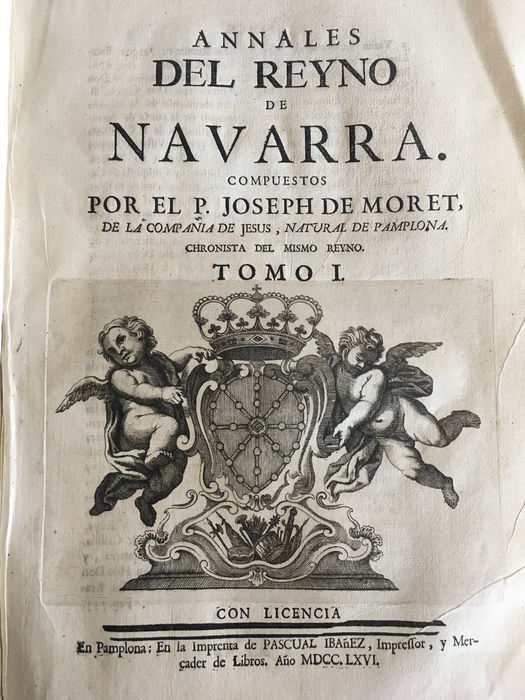 ANNALES
DEL REYNO
DE
NAVARRA.
COMPUESTOS
POR EL P. JOSEPH DE MORET,
DE LA COMPAÑIA DE JESUS, NATURAL DE PAMPLONA.
CHRONISTA DEL MISMO REYNO.
TOMO I.
CON LICENCIA
En Pamplona: En la Imprenta de PASCUAL IBAñEZ, Impressor, y Mer-
çader de Libros. Año MDCC.LXVI.